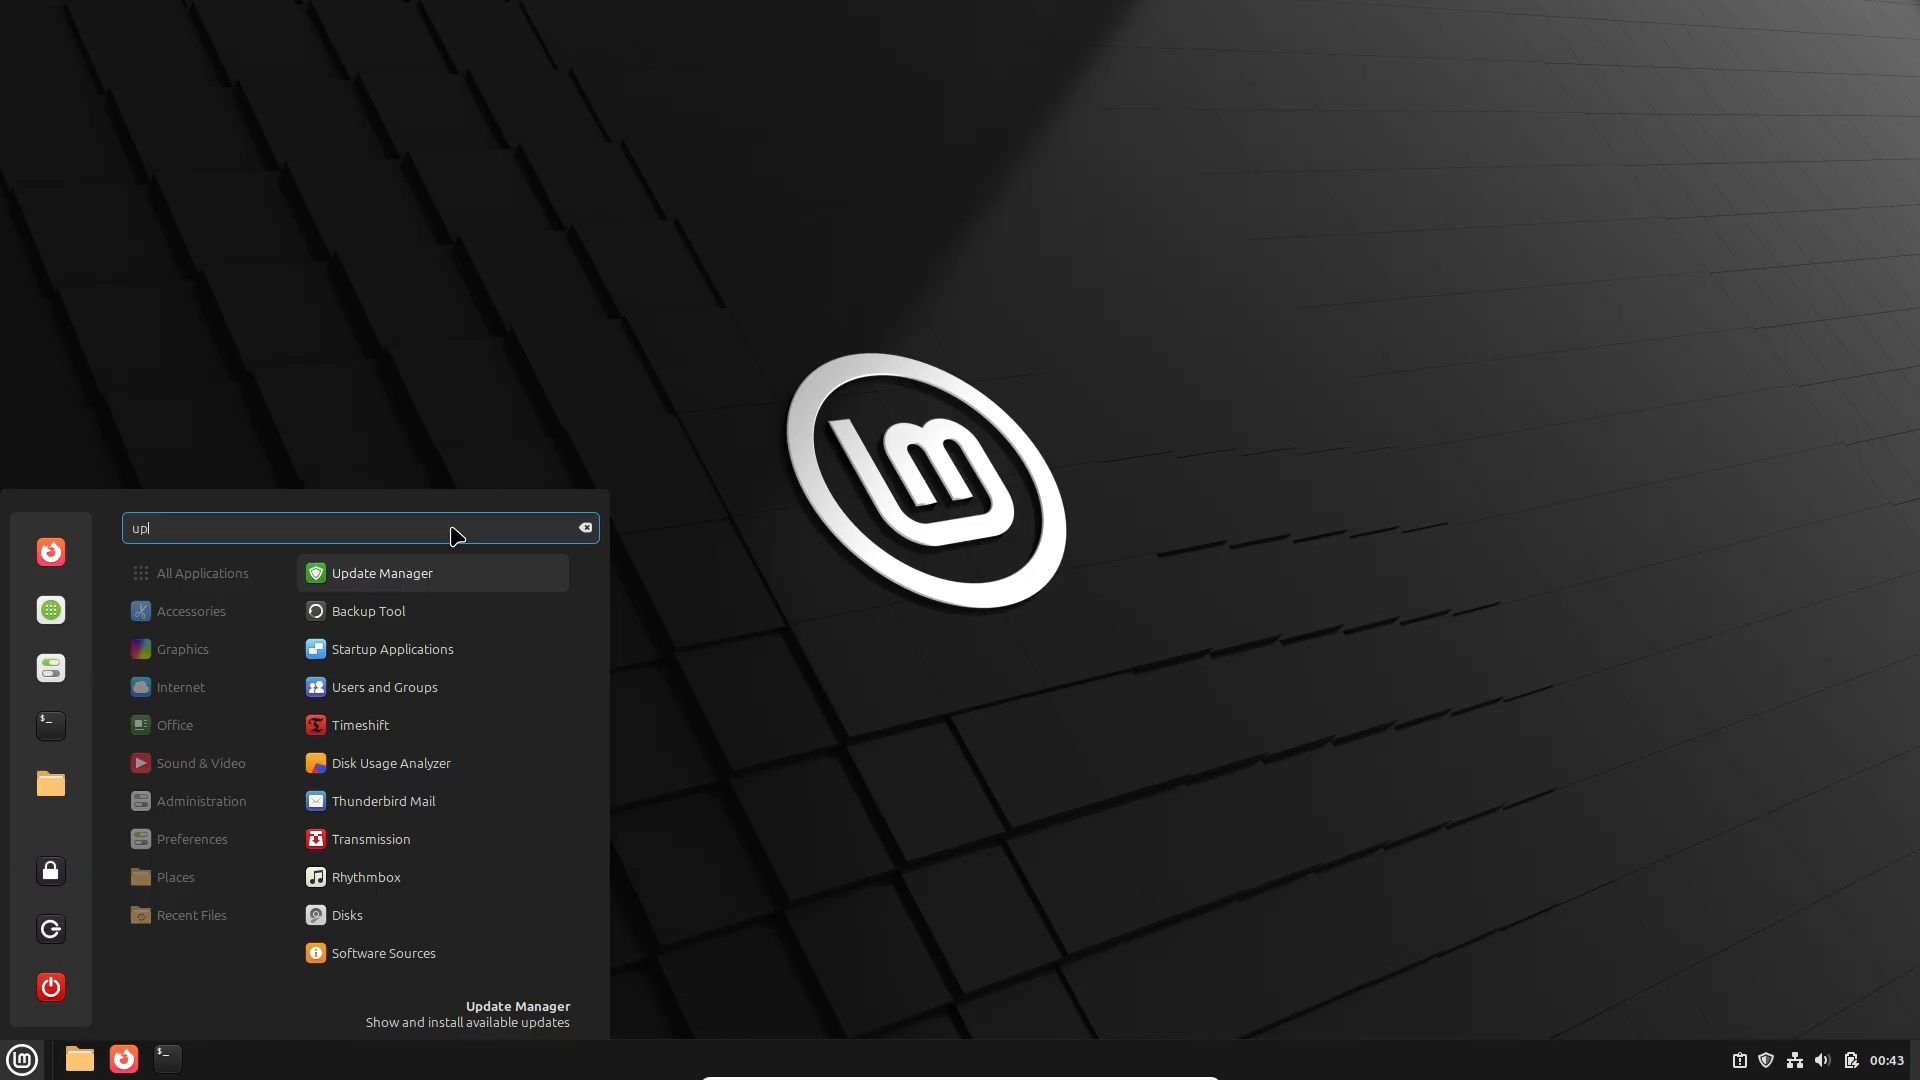 up
All Applications
Accessories
Graphics
Internet
Office
Sound & Video
Administration
Preferences
Places
Recent Files
Update Manager
Backup Tool
Startup Applications
Users and Groups
Timeshift
Disk Usage Analyzer
Thunderbird Mail
Transmission
Rhythmbox
Disks
Software Sources
Update Manager
Show and install available updates
00:43